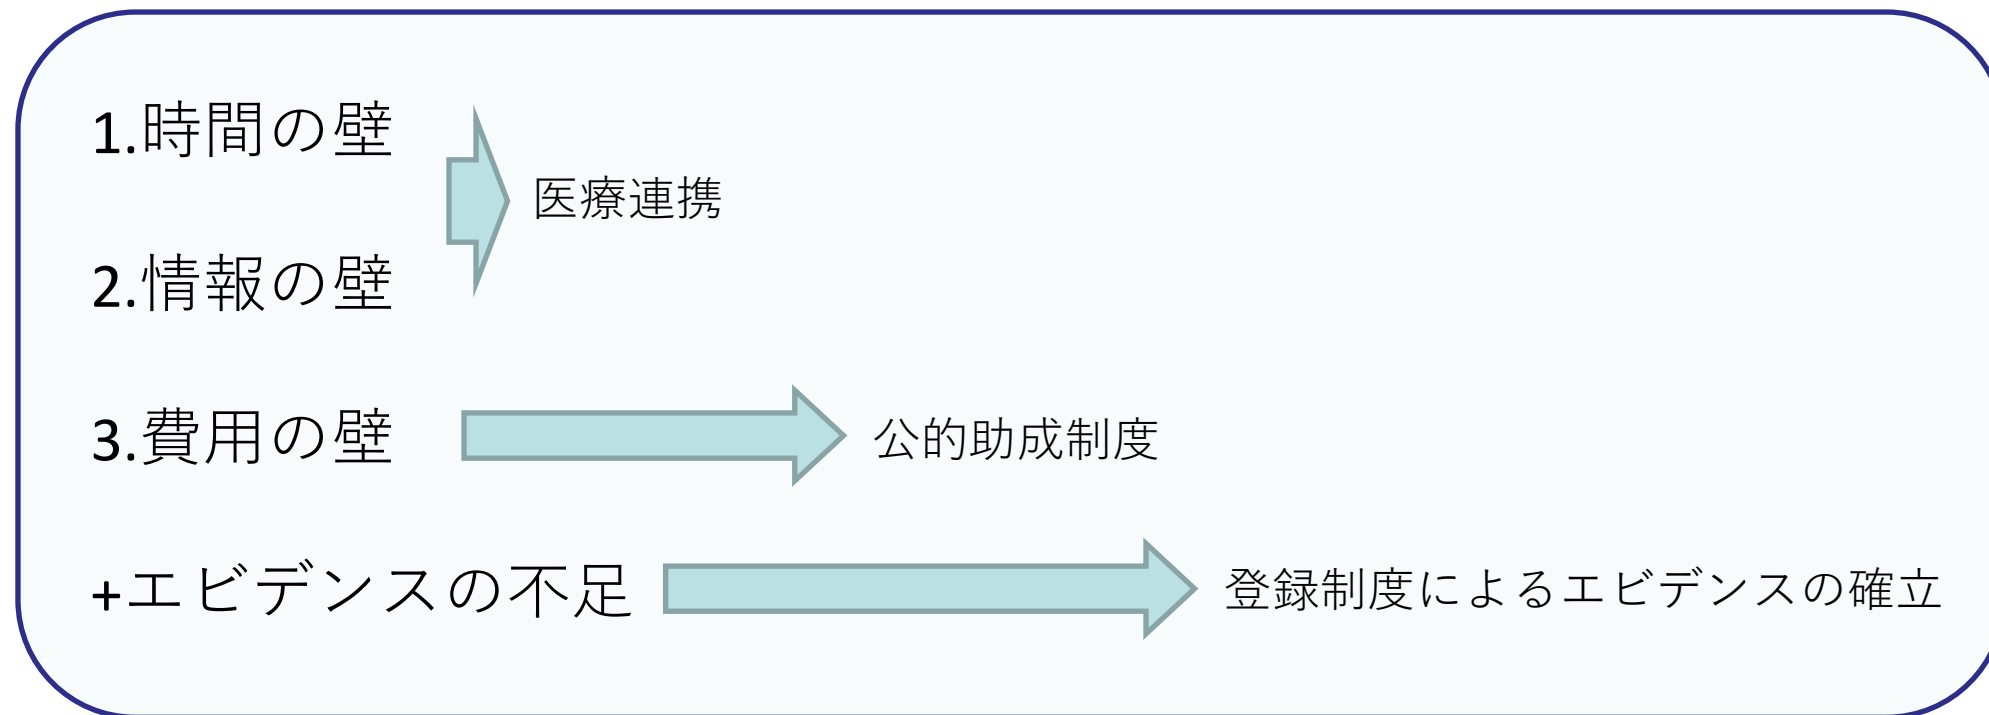 1.時間の壁
医療連携
2.情報の壁
3.費用の壁
公的助成制度
+エビデンスの不足
登録制度によるエビデンスの確立